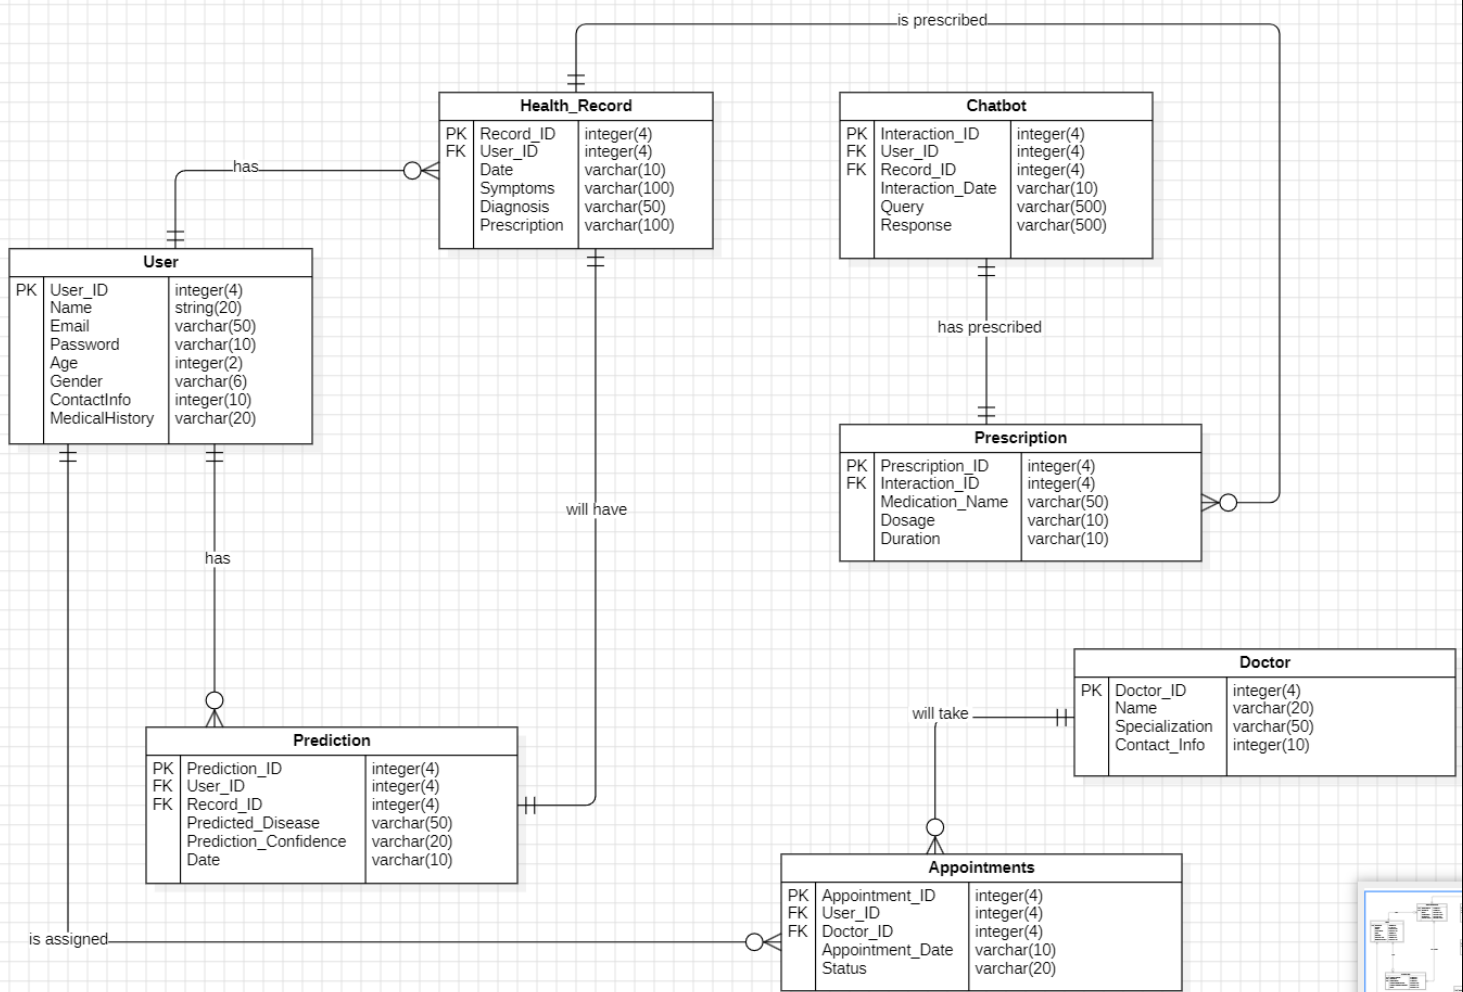 is prescribed
Health_Record
PK Record_ID integer(4)
FK User_ID integer(4)
Date varchar(10)
Symptoms varchar(100)
Diagnosis varchar(50)
Prescription varchar(100)
Chatbot
PK Interaction_ID integer(4)
FK User_ID integer(4)
FK Record_ID integer(4)
Interaction_Date varchar(10)
Query varchar(500)
Response varchar(500)
has
User
PK User_ID integer(4)
Name string(20)
Email varchar(50)
Password varchar(10)
Age integer(2)
Gender varchar(6)
ContactInfo integer(10)
MedicalHistory varchar(20)
has prescribed
Prescription
PK Prescription_ID integer(4)
FK Interaction_ID integer(4)
Medication_Name varchar(50)
Dosage varchar(10)
Duration varchar(10)
will have
has
Doctor
PK Doctor_ID integer(4)
Name varchar(20)
Specialization varchar(50)
Contact_Info integer(10)
will take
Prediction
PK Prediction_ID integer(4)
FK User_ID integer(4)
FK Record_ID integer(4)
Predicted_Disease varchar(50)
Prediction_Confidence varchar(20)
Date varchar(10)
Appointments
PK Appointment_ID integer(4)
FK User_ID integer(4)
FK Doctor_ID integer(4)
Appointment_Date varchar(10)
Status varchar(20)
is assigned